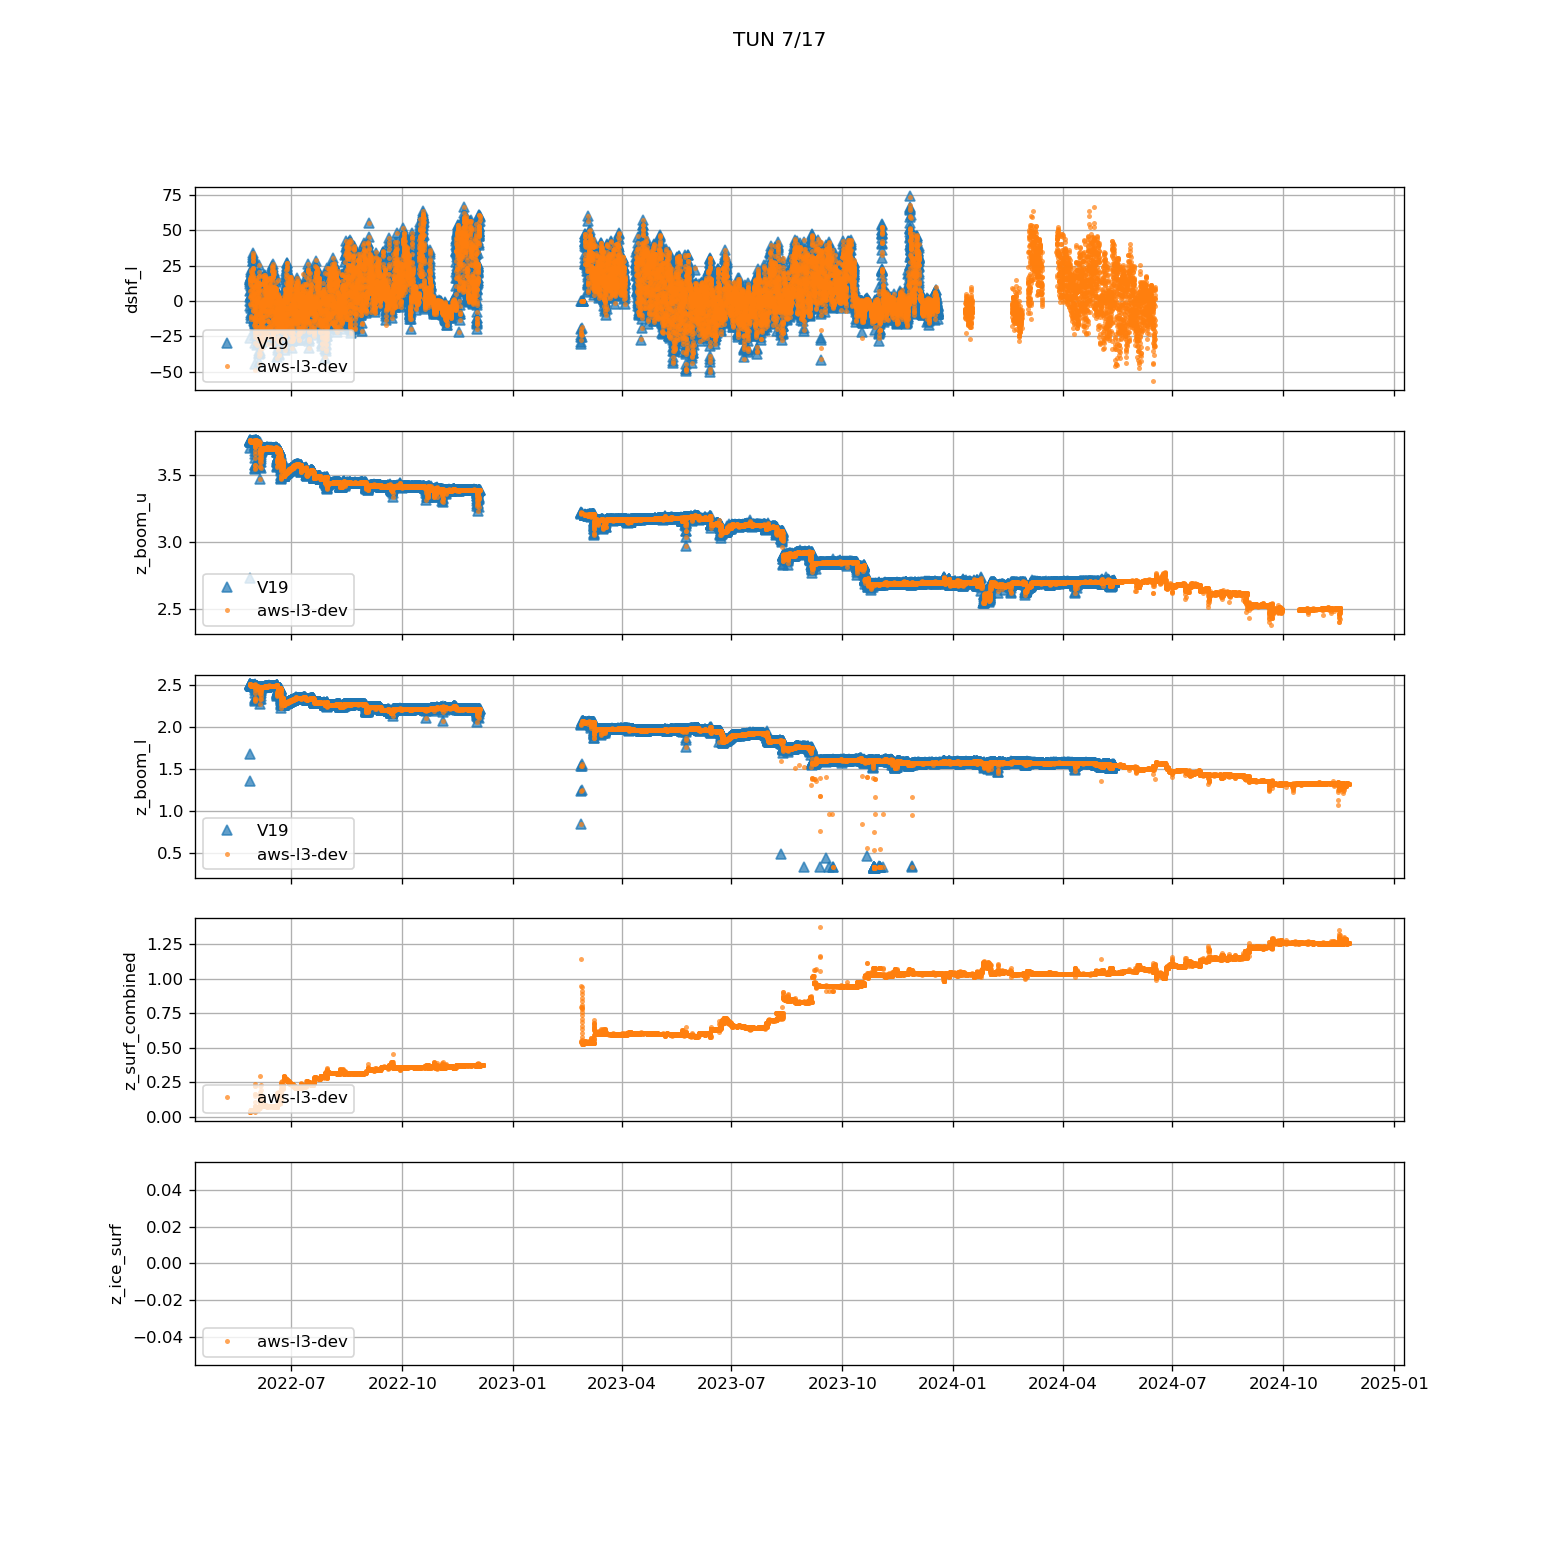 TUN 7/17
75
50
25
0
−25
−50
dshf_l
V19
aws-l3-dev
3.5
3.0
2.5
z_boom_u
V19
aws-l3-dev
2.5
2.0
1.5
1.0
0.5
z_boom_l
V19
aws-l3-dev
1.25
1.00
0.75
0.50
0.25
0.00
z_surf_combined
aws-l3-dev
0.04
0.02
0.00
−0.02
−0.04
z_ice_surf
aws-l3-dev
2022-07 2022-10 2023-01 2023-04 2023-07 2023-10 2024-01 2024-04 2024-07 2024-10 2025-01